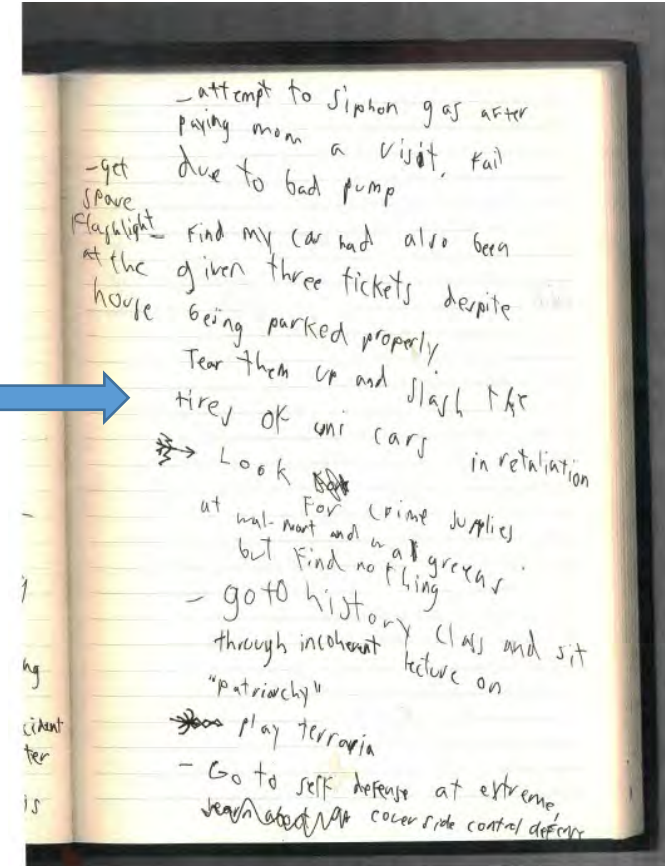 - attempt to siphon gas after
paying mom a visit, fail
due to bad pump
-get
spare
flashlight
at the
house
- Find my car had also been
given three tickets despite
being parked properly.
Tear them up and slash the
tires of uni cars
in retaliation
Look for crime supplies
at wal-mart and walgreens
but find nothing
- go to history class and sit
through incoherent lecture on
"patriarchy"
play terraria
- Go to self defense at extreme,
cover side control defense
ng
cident
ter
is